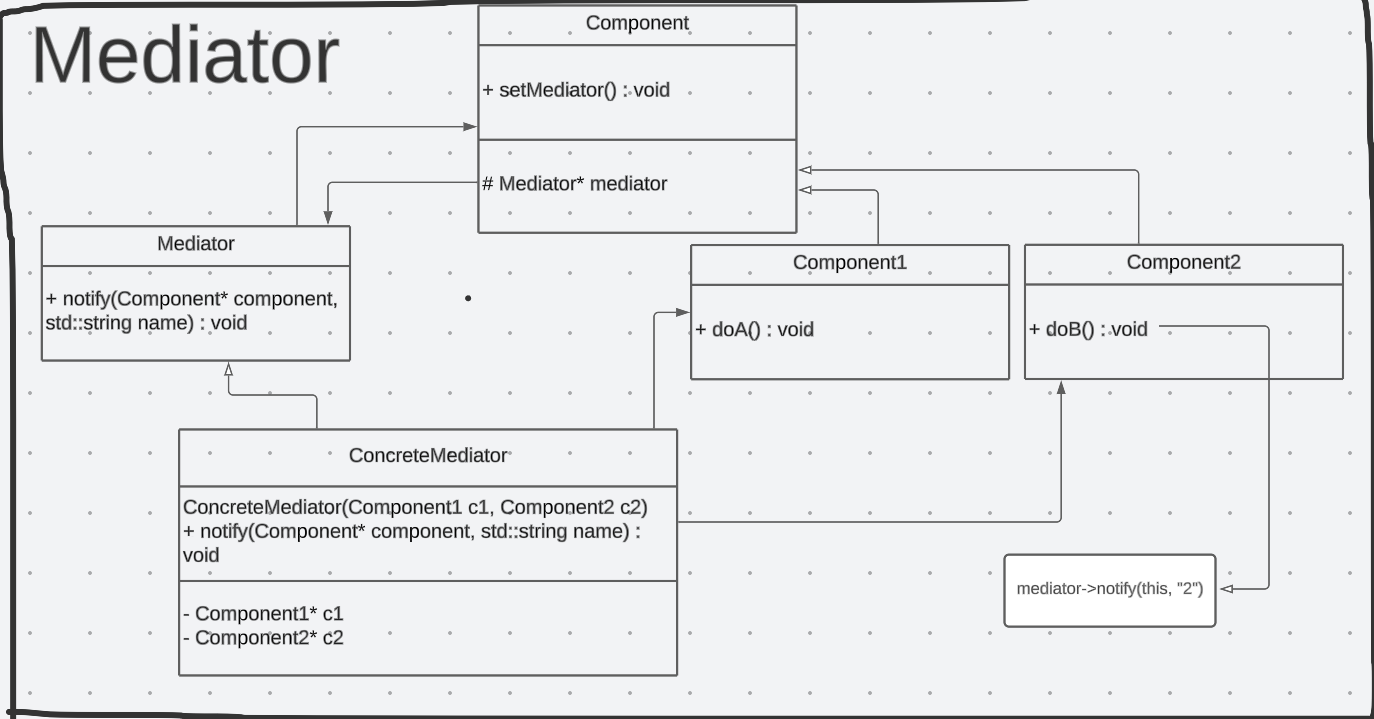 Mediator
Component
+ setMediator() : void
# Mediator* mediator
Mediator
+ notify(Component* component,
std::string name) : void
Component1
+ doA() : void
Component2
+ doB() : void
ConcreteMediator
ConcreteMediator(Component1 c1, Component2 c2)
+ notify(Component* component, std::string name) :
void
- Component1* c1
- Component2* c2
mediator->notify(this, "2")